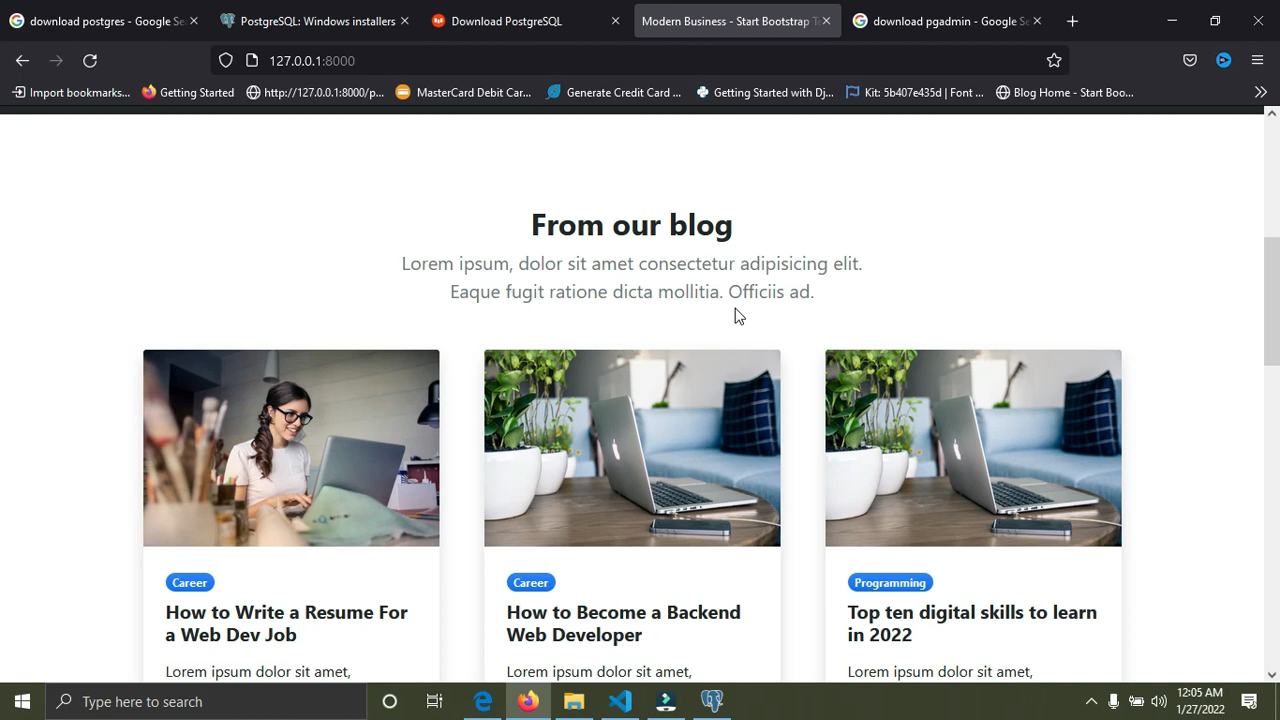 download postgres - Google Se
PostgreSQL: Windows installers
Download PostgreSQL
Modern Business - Start Bootstrap Te
download pgadmin - Google Se
127.0.0.1:8000
Import bookmarks...
Getting Started
http://127.0.0.1:8000/p...
MasterCard Debit Car...
Generate Credit Card ...
Getting Started with Dj...
Kit: 5b407e435d | Font ...
Blog Home - Start Boo...
From our blog
Lorem ipsum, dolor sit amet consectetur adipisicing elit.
Eaque fugit ratione dicta mollitia. Officiis ad.
Career
How to Write a Resume For
a Web Dev Job
Lorem ipsum dolor sit amet,
Career
How to Become a Backend
Web Developer
Lorem ipsum dolor sit amet,
Programming
Top ten digital skills to learn
in 2022
Lorem ipsum dolor sit amet,
Type here to search
12:05 AM
1/27/2022